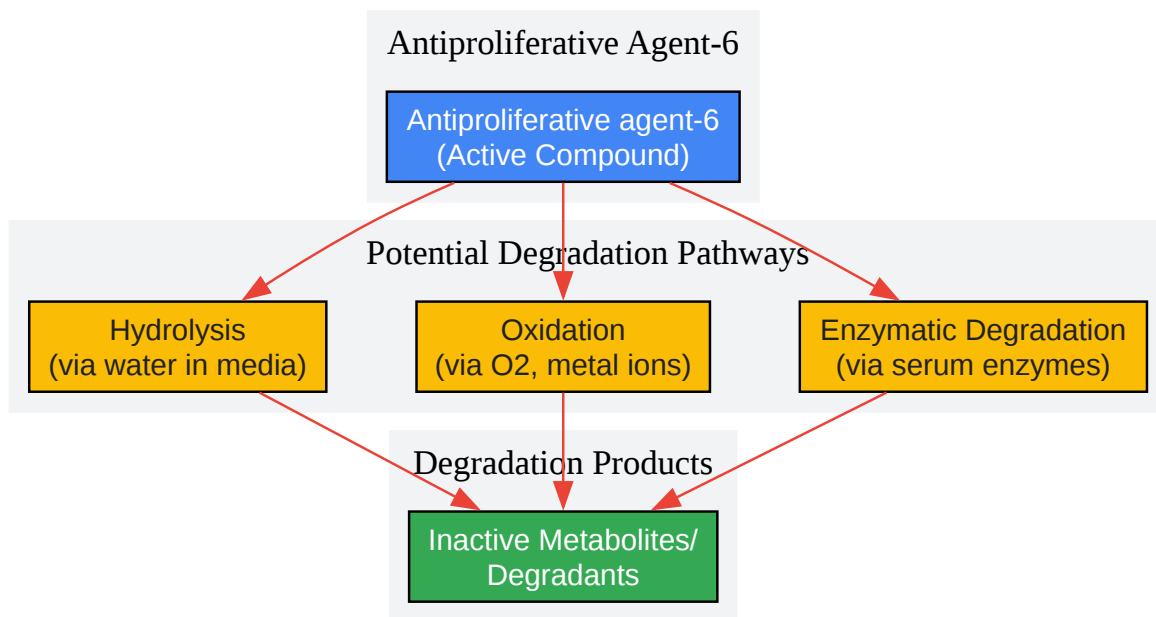 Antiproliferative Agent-6
Antiproliferative agent-6
(Active Compound)
Potential Degradation Pathways
Hydrolysis
(via water in media)
Oxidation
(via O2, metal ions)
Enzymatic Degradation
(via serum enzymes)
Degradation Products
Inactive Metabolites/
Degradants